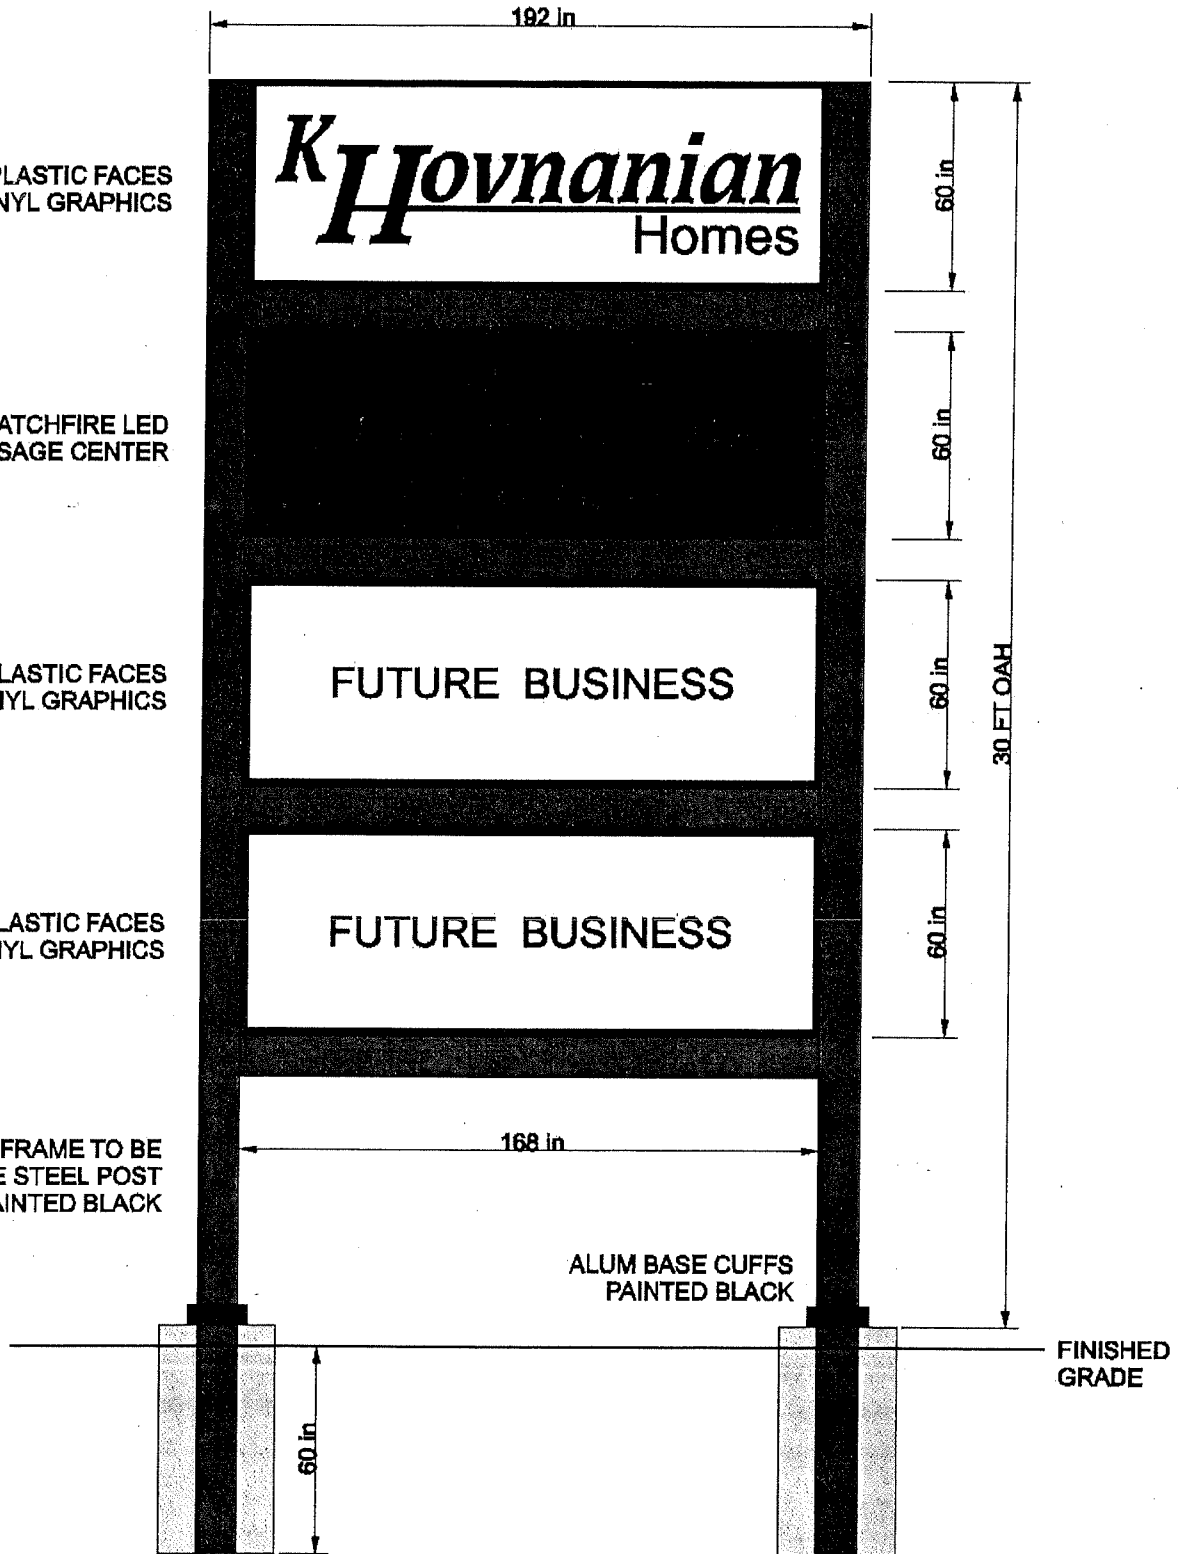 192 in
K Hovnanian
Homes
PLASTIC FACES
NYL GRAPHICS
60 in
ATCHFIRE LED
SAGE CENTER
60 in
LASTIC FACES
NYL GRAPHICS
FUTURE BUSINESS
60 in
30 FT OAH
LASTIC FACES
NYL GRAPHICS
FUTURE BUSINESS
60 in
FRAME TO BE
E STEEL POST
AINTED BLACK
168 in
ALUM BASE CUFFS
PAINTED BLACK
FINISHED
GRADE
60 in